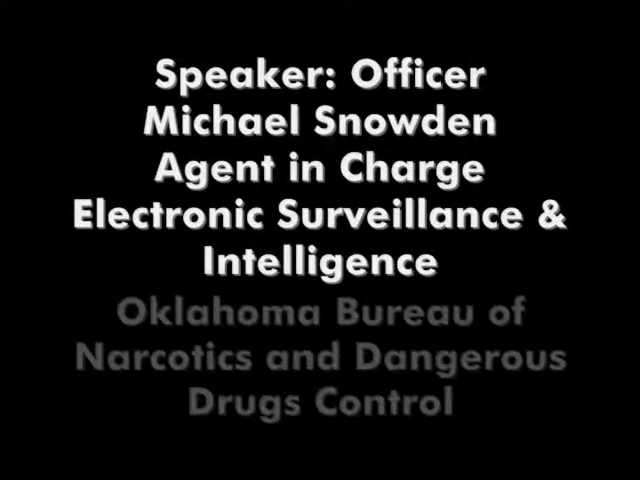 Speaker: Officer
Michael Snowden
Agent in Charge
Electronic Surveillance &
Intelligence
Oklahoma Bureau of
Narcotics and Dangerous
Drugs Control